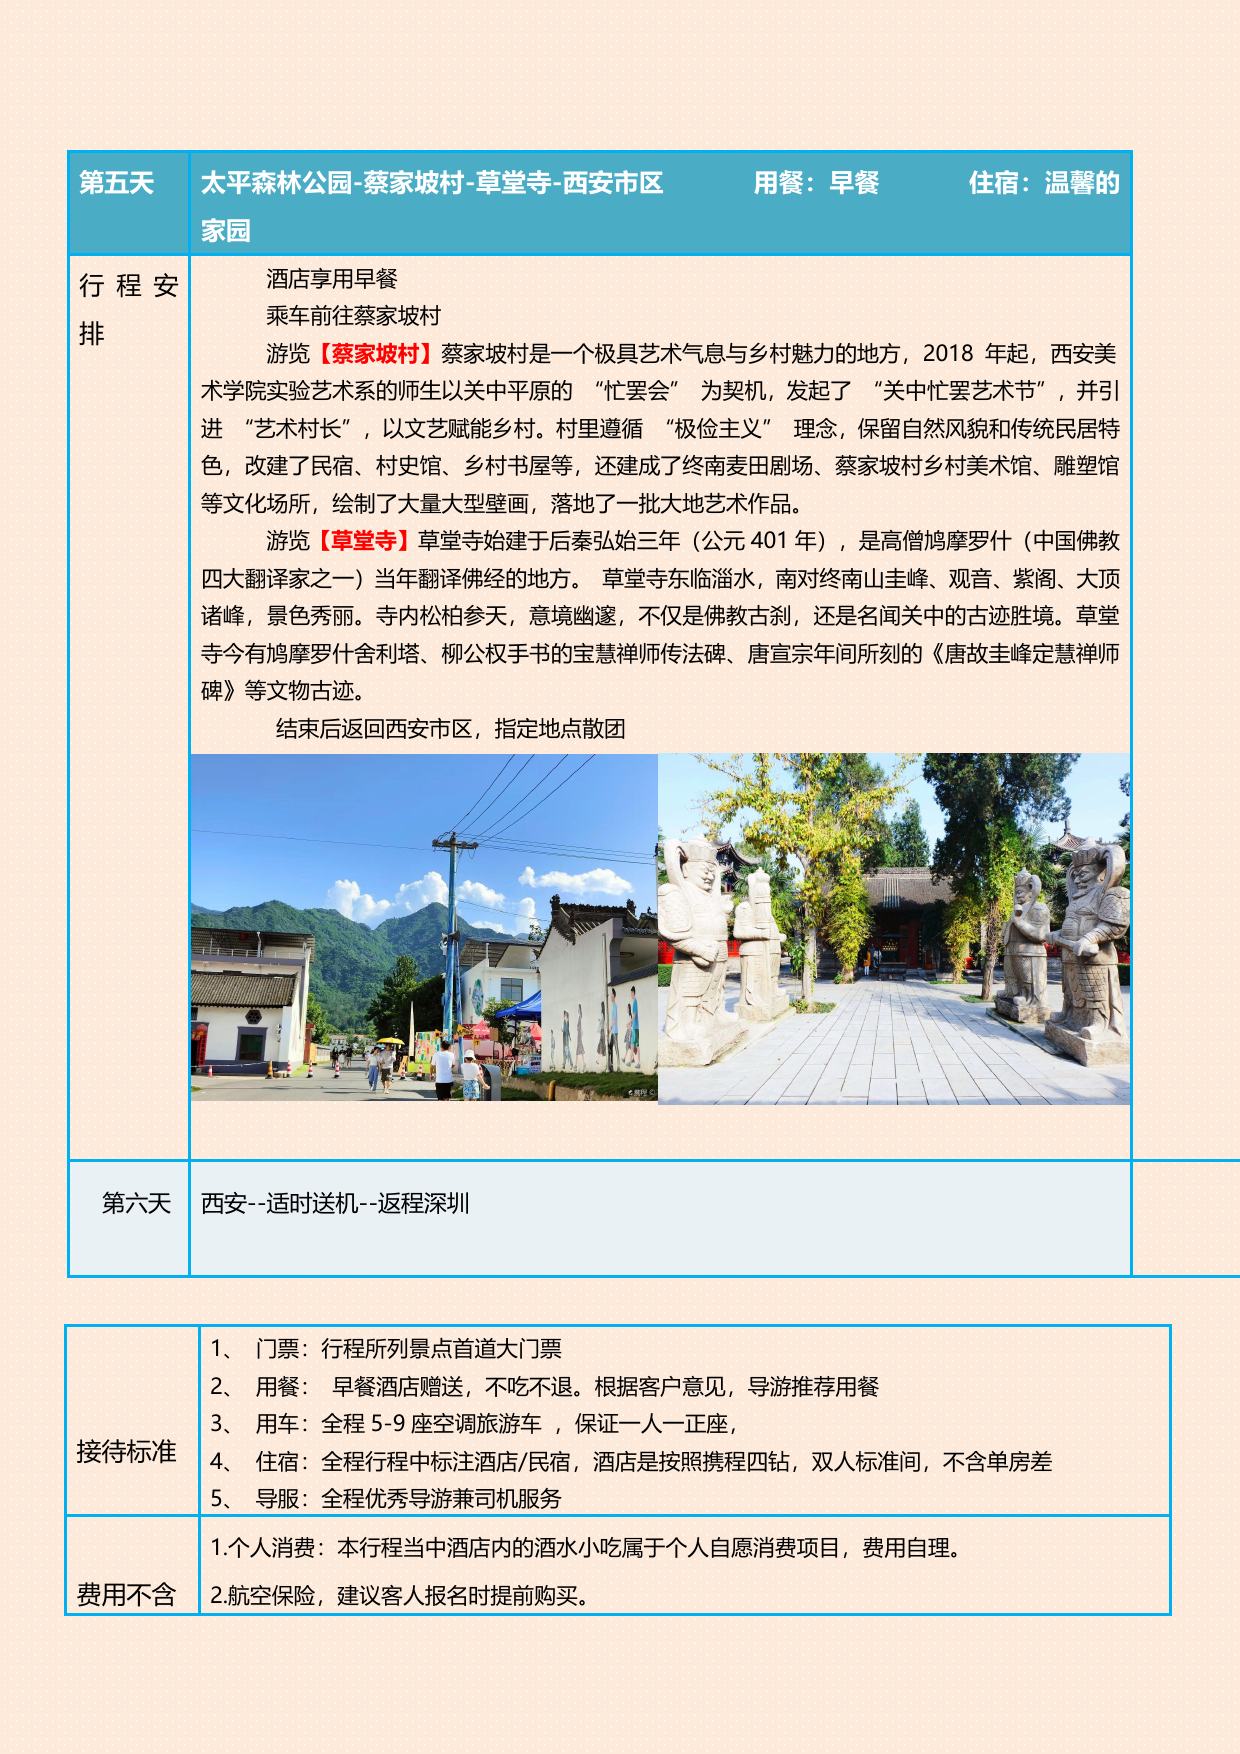 第五天
太平森林公园-蔡家坡村-草堂寺-西安市区 用餐：早餐 住宿：温馨的
家园
行程安
排
酒店享用早餐
乘车前往蔡家坡村
游览【蔡家坡村】蔡家坡村是一个极具艺术气息与乡村魅力的地方，2018 年起，西安美
术学院实验艺术系的师生以关中平原的 “忙罢会” 为契机，发起了 “关中忙罢艺术节”，并引
进 “艺术村长”，以文艺赋能乡村。村里遵循 “极俭主义” 理念，保留自然风貌和传统民居特
色，改建了民宿、村史馆、乡村书屋等，还建成了终南麦田剧场、蔡家坡村乡村美术馆、雕塑馆
等文化场所，绘制了大量大型壁画，落地了一批大地艺术作品。
游览【草堂寺】草堂寺始建于后秦弘始三年（公元 401 年），是高僧鸠摩罗什（中国佛教
四大翻译家之一）当年翻译佛经的地方。 草堂寺东临淄水，南对终南山圭峰、观音、紫阁、大顶
诸峰，景色秀丽。寺内松柏参天，意境幽邃，不仅是佛教古刹，还是名闻关中的古迹胜境。草堂
寺今有鸠摩罗什舍利塔、柳公权手书的宝慧禅师传法碑、唐宣宗年间所刻的《唐故圭峰定慧禅师
碑》等文物古迹。
结束后返回西安市区，指定地点散团
第六天
西安--适时送机--返程深圳
接待标准
1、 门票：行程所列景点首道大门票
2、 用餐： 早餐酒店赠送，不吃不退。根据客户意见，导游推荐用餐
3、 用车：全程 5-9 座空调旅游车 ，保证一人一正座，
4、 住宿：全程行程中标注酒店/民宿，酒店是按照携程四钻，双人标准间，不含单房差
5、 导服：全程优秀导游兼司机服务
费用不含
1.个人消费：本行程当中酒店内的酒水小吃属于个人自愿消费项目，费用自理。
2.航空保险，建议客人报名时提前购买。